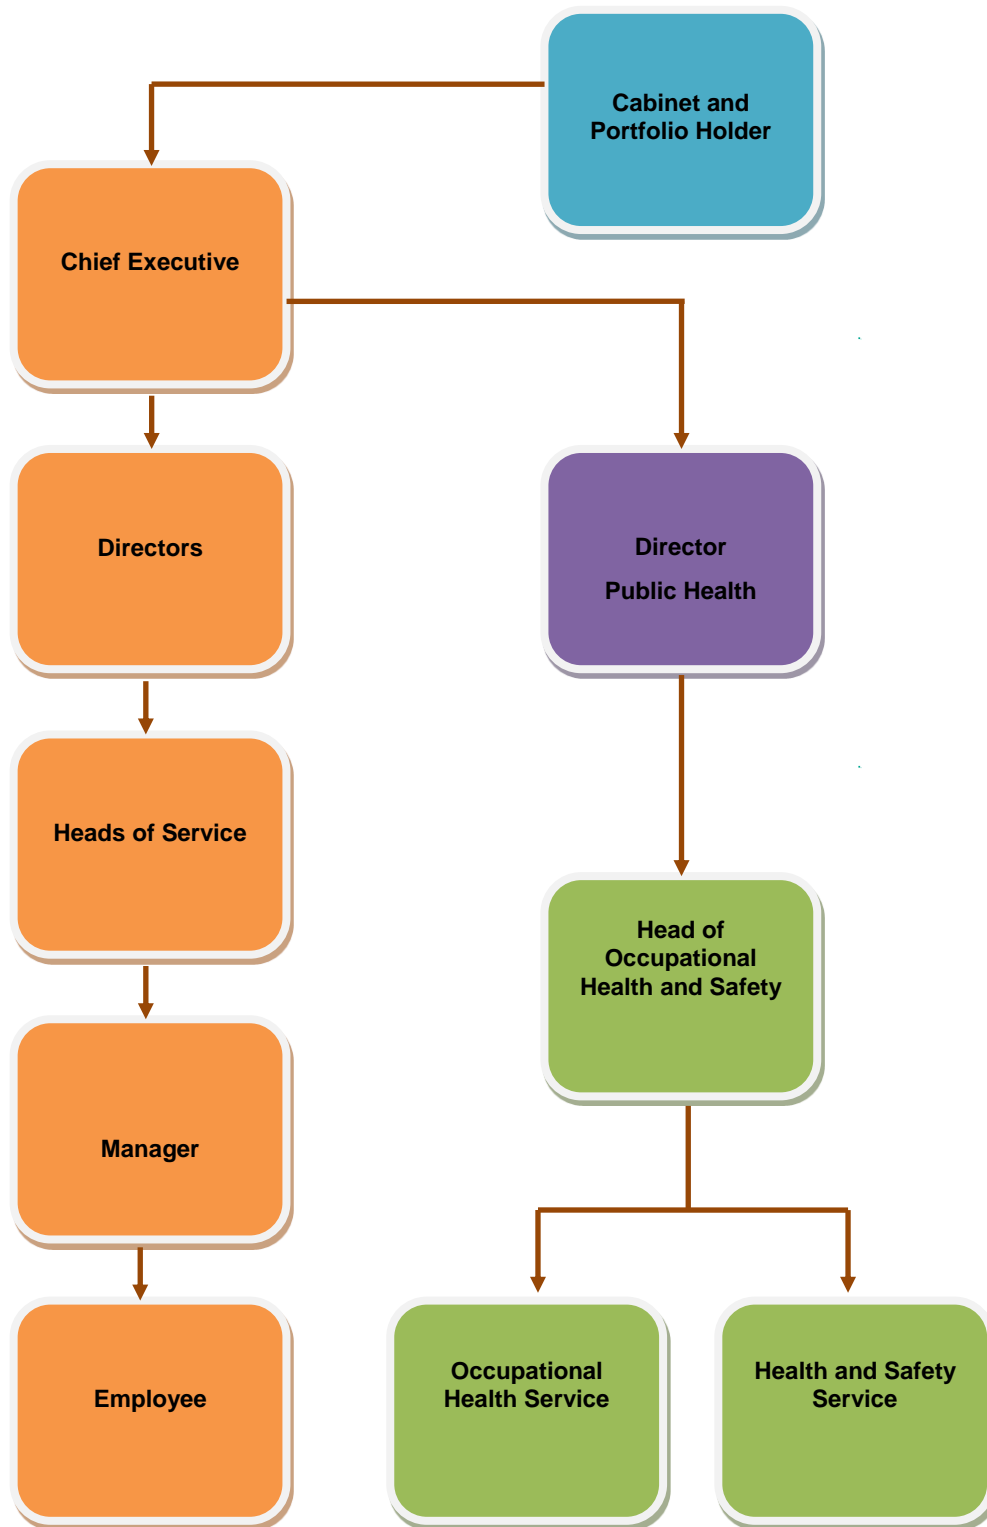 Cabinet and
Portfolio Holder
Chief Executive
Directors
Director
Public Health
Heads of Service
Head of
Occupational
Health and Safety
Manager
Employee
Occupational
Health Service
Health and Safety
Service